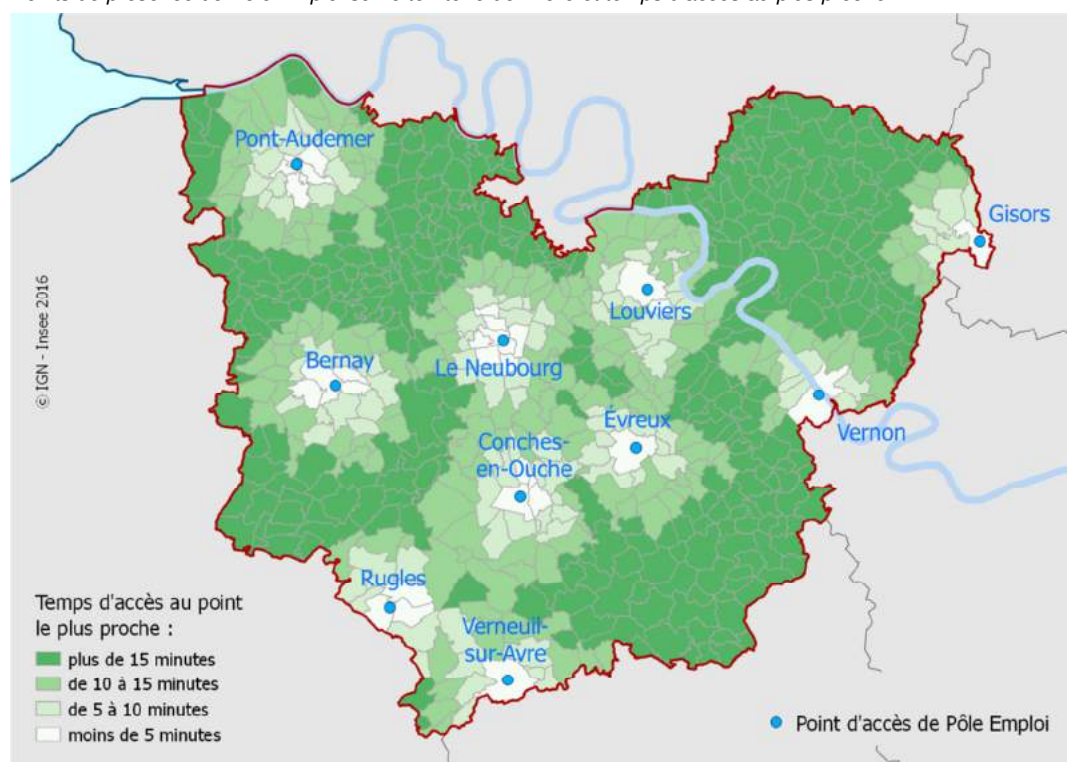 Pont-Audemer
Gisors
Louviers
Le Neubourg
Bernay
Évreux
Vernon
Conches-
en-Ouche
Rugles
Verneuil-
sur-Avre
© IGN - Insee 2016
Temps d'accès au point
le plus proche :
plus de 15 minutes
de 10 à 15 minutes
de 5 à 10 minutes
moins de 5 minutes
Point d'accès de Pôle Emploi